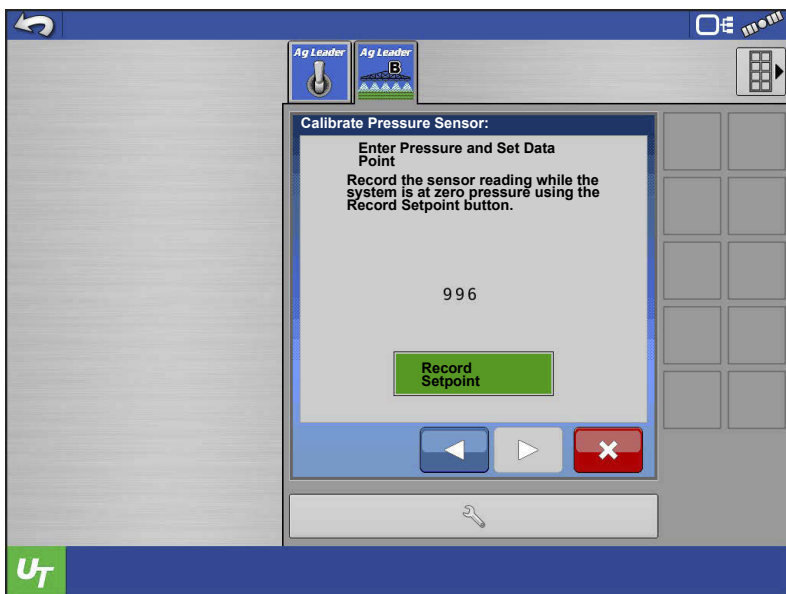 Ag Leader
Ag Leader
B
Calibrate Pressure Sensor:
Enter Pressure and Set Data
Point
Record the sensor reading while the
system is at zero pressure using the
Record Setpoint button.
996
Record
Setpoint
UT